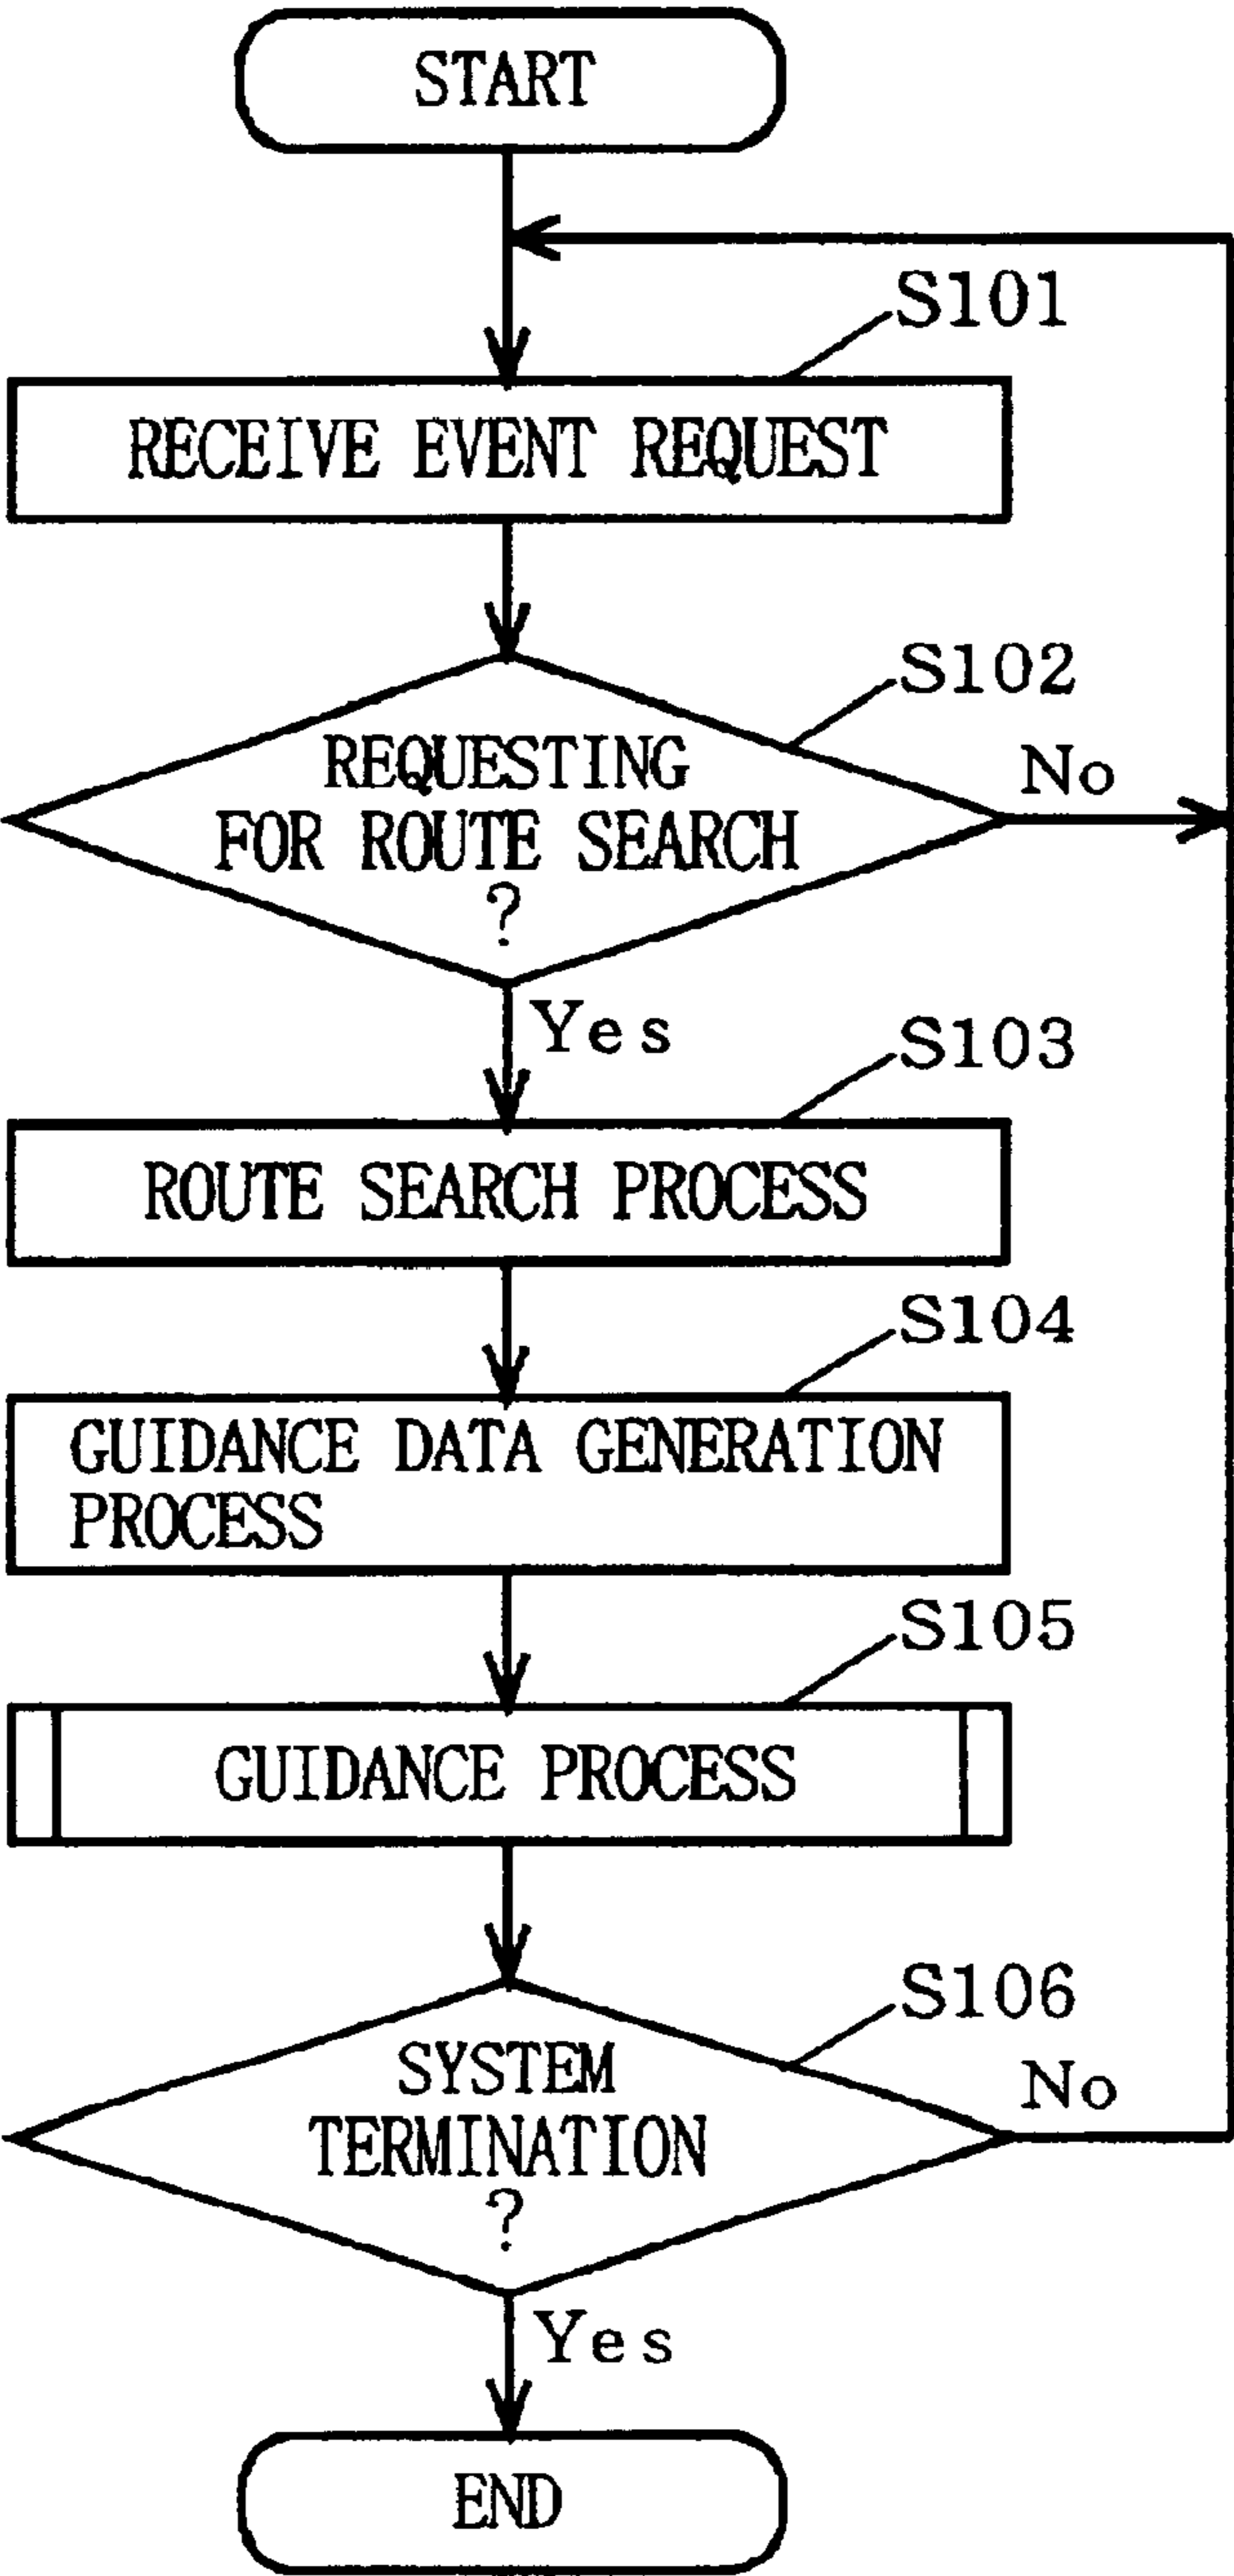 START
S101
RECEIVE EVENT REQUEST
S102
REQUESTING
FOR ROUTE SEARCH
?
No
Yes
S103
ROUTE SEARCH PROCESS
S104
GUIDANCE DATA GENERATION
PROCESS
S105
GUIDANCE PROCESS
S106
SYSTEM
TERMINATION
?
No
Yes
END